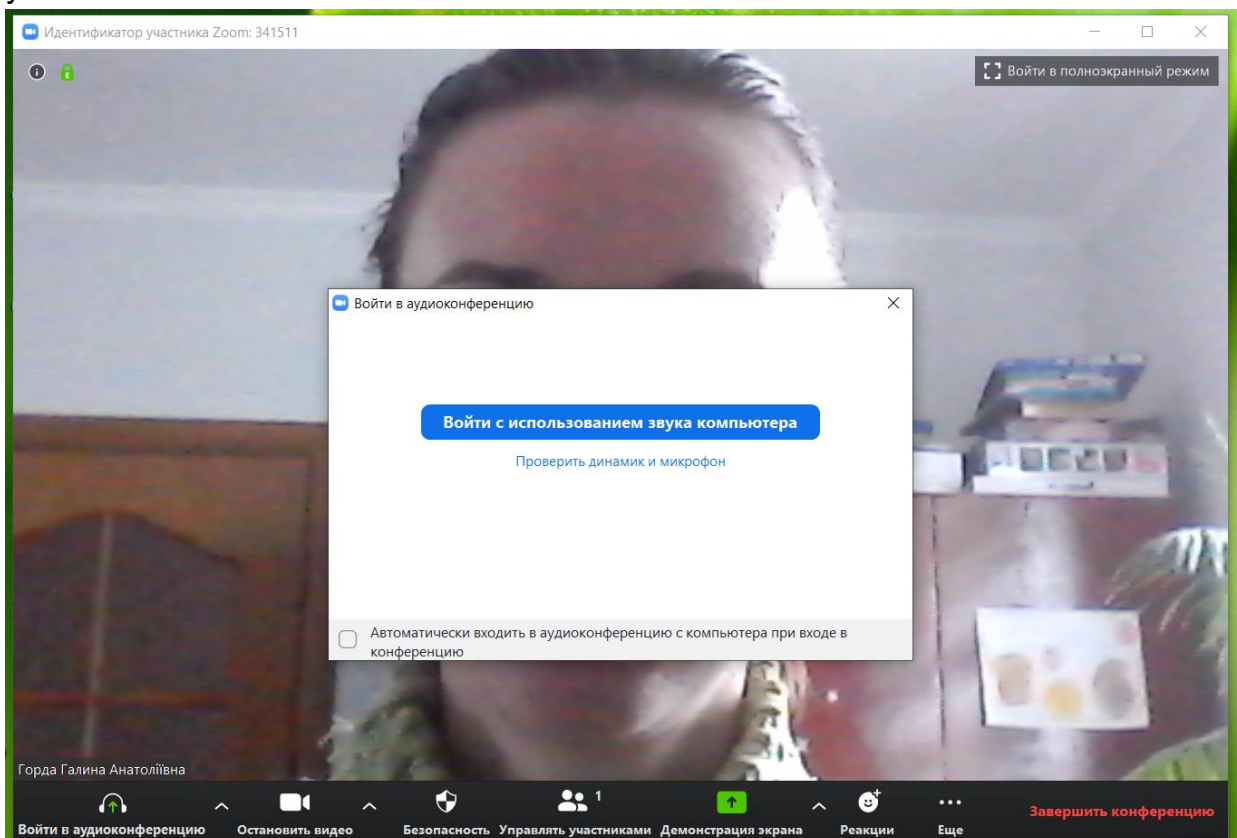 Идентификатор участника Zoom: 341511
Войти в полноэкранный режим
Войти в аудиоконференцию
Войти с использованием звука компьютера
Проверить динамик и микрофон
Автоматически входить в аудиоконференцию с компьютера при входе в
конференцию
Горда Галина Анатоліївна
1
Войти в аудиоконференцию Остановить видео Безопасность Управлять участниками Демонстрация экрана Реакции Еще Завершить конференцию